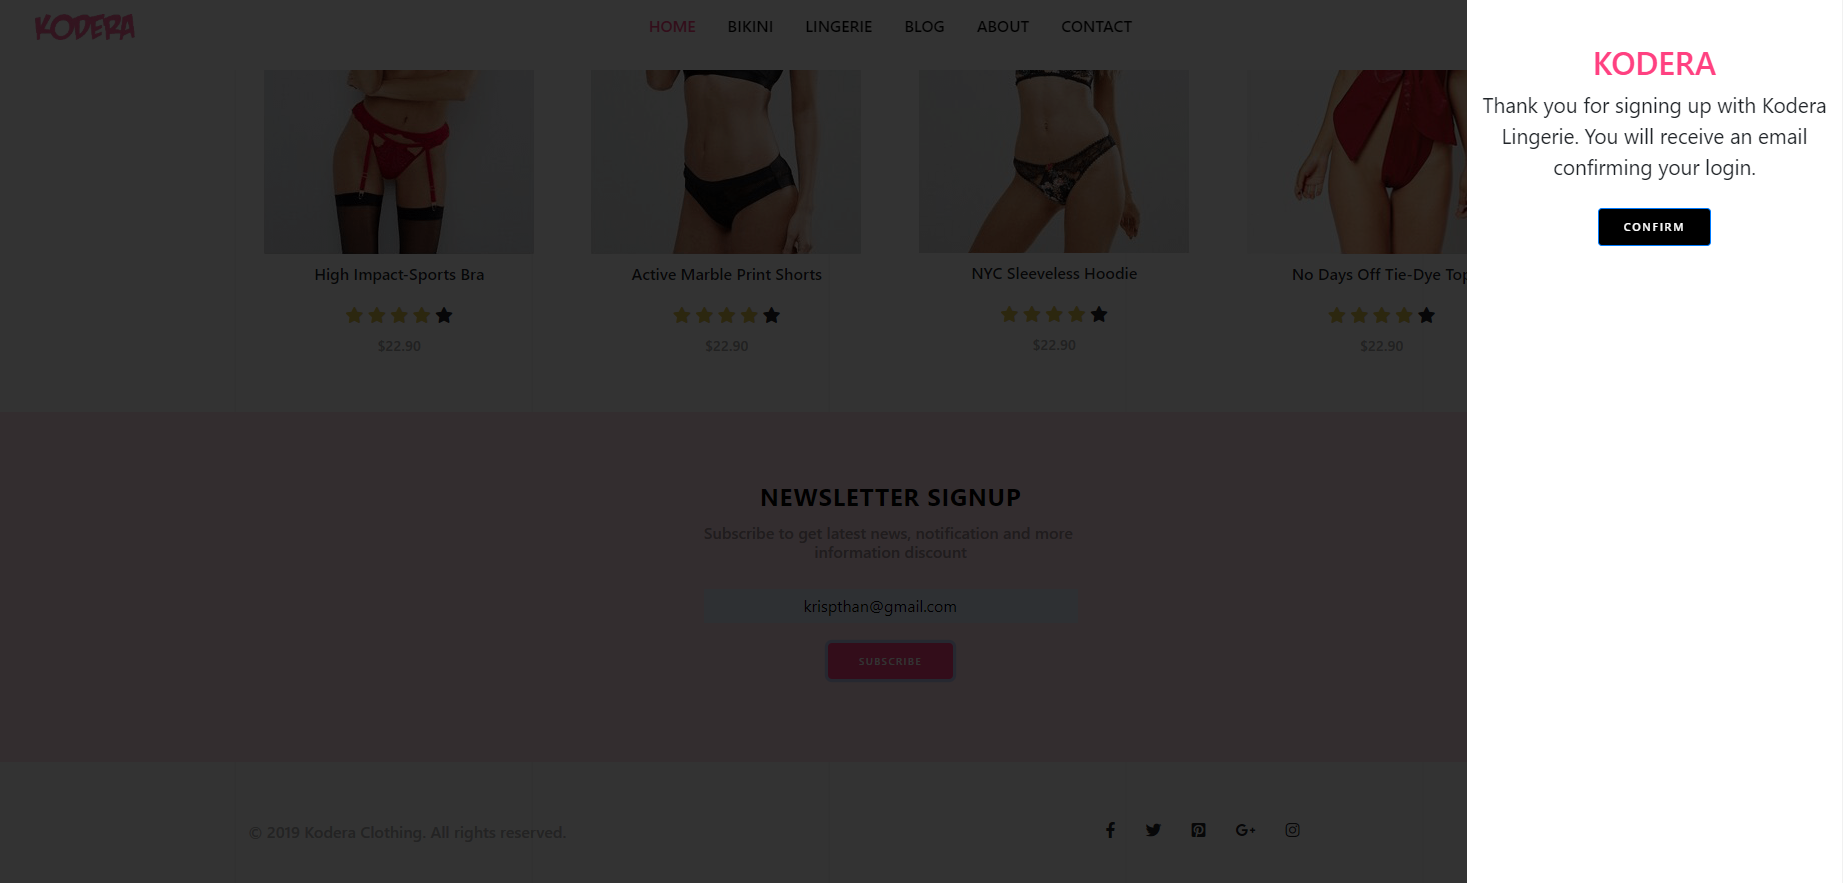 KODERA
HOME BIKINI LINGERIE BLOG ABOUT CONTACT
High Impact-Sports Bra
$22.90
Active Marble Print Shorts
$22.90
NYC Sleeveless Hoodie
$22.90
No Days Off Tie-Dye Top
$22.90
NEWSLETTER SIGNUP
Subscribe to get latest news, notification and more
information discount
krispthan@gmail.com
SUBSCRIBE
© 2019 Kodera Clothing. All rights reserved.
KODERA
Thank you for signing up with Kodera
Lingerie. You will receive an email
confirming your login.
CONFIRM